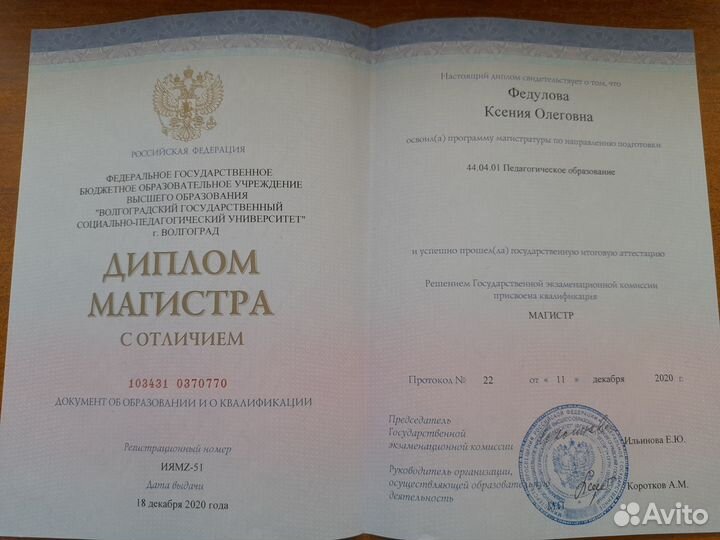 РОССИЙСКАЯ ФЕДЕРАЦИЯ
ФЕДЕРАЛЬНОЕ ГОСУДАРСТВЕННОЕ
БЮДЖЕТНОЕ ОБРАЗОВАТЕЛЬНОЕ УЧРЕЖДЕНИЕ
ВЫСШЕГО ОБРАЗОВАНИЯ
"ВОЛГОГРАДСКИЙ ГОСУДАРСТВЕННЫЙ
СОЦИАЛЬНО-ПЕДАГОГИЧЕСКИЙ УНИВЕРСИТЕТ"
г. ВОЛГОГРАД
ДИПЛОМ
МАГИСТРА
С ОТЛИЧИЕМ
103431 0370770
ДОКУМЕНТ ОБ ОБРАЗОВАНИИ И О КВАЛИФИКАЦИИ
Регистрационный номер
ИЯМZ-51
Дата выдачи
18 декабря 2020 года
Настоящий диплом свидетельствует о том, что
Федулова
Ксения Олеговна
освоил(а) программу магистратуры по направлению подготовки
44.04.01 Педагогическое образование
и успешно прошел(ла) государственную итоговую аттестацию
Решением Государственной экзаменационной комиссии
присвоена квалификация
МАГИСТР
Протокол № 22 от « 11 » декабря 2020 г.
Председатель
Государственной
экзаменационной комиссии
Ильинова Е.Ю.
Руководитель организации,
осуществляющей образовательную
деятельность
Коротков А.М.
М.П.
Avito